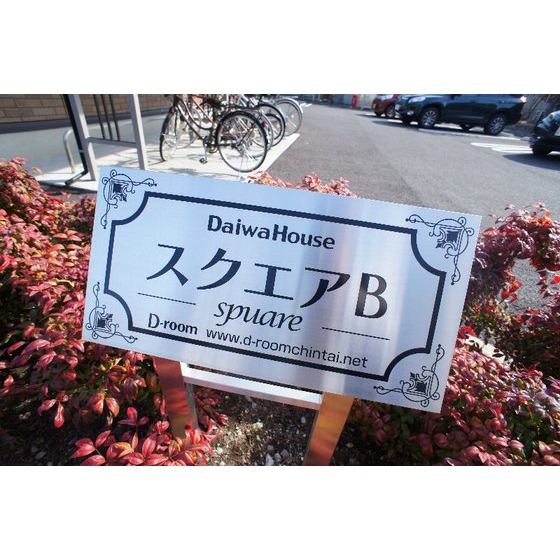 DaiwaHouse
スクエアB
spuare
D-room www.d-roomchintai.net